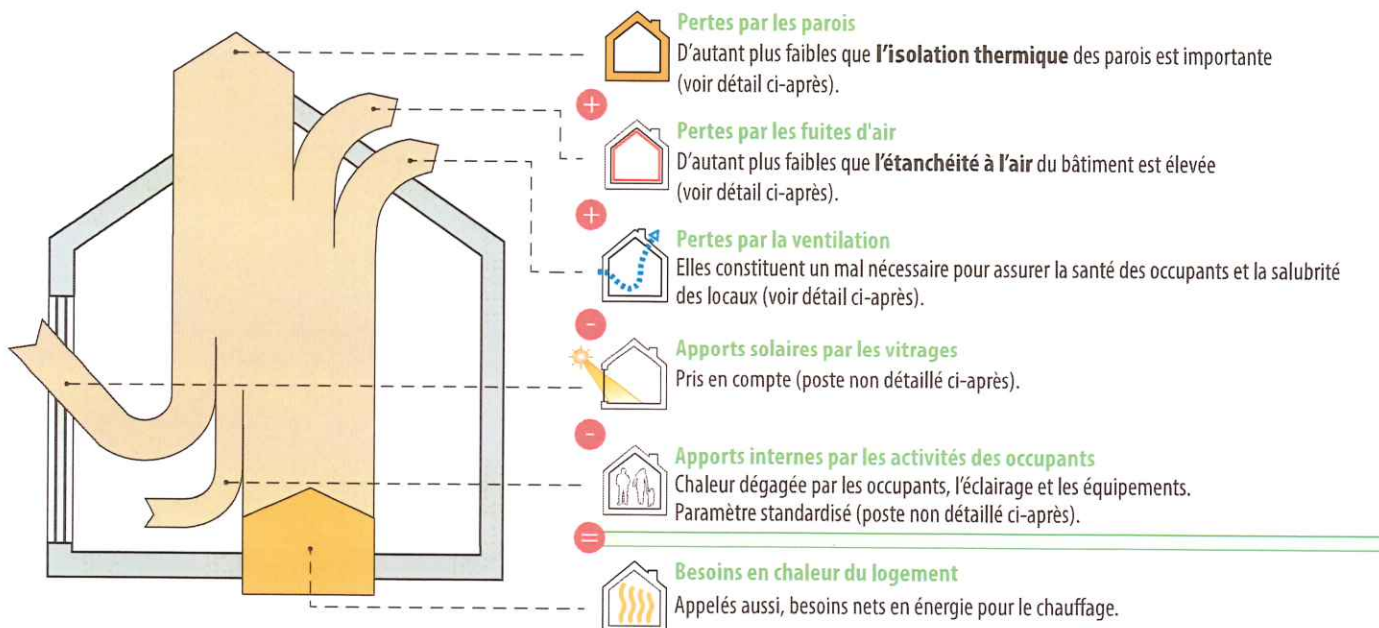 Pertes par les parois
D'autant plus faibles que l'isolation thermique des parois est importante
(voir détail ci-après).
+
Pertes par les fuites d'air
D'autant plus faibles que l'étanchéité à l'air du bâtiment est élevée
(voir détail ci-après).
+
Pertes par la ventilation
Elles constituent un mal nécessaire pour assurer la santé des occupants et la salubrité
des locaux (voir détail ci-après).
-
Apports solaires par les vitrages
Pris en compte (poste non détaillé ci-après).
-
Apports internes par les activités des occupants
Chaleur dégagée par les occupants, l'éclairage et les équipements.
Paramètre standardisé (poste non détaillé ci-après).
=
Besoins en chaleur du logement
Appelés aussi, besoins nets en énergie pour le chauffage.